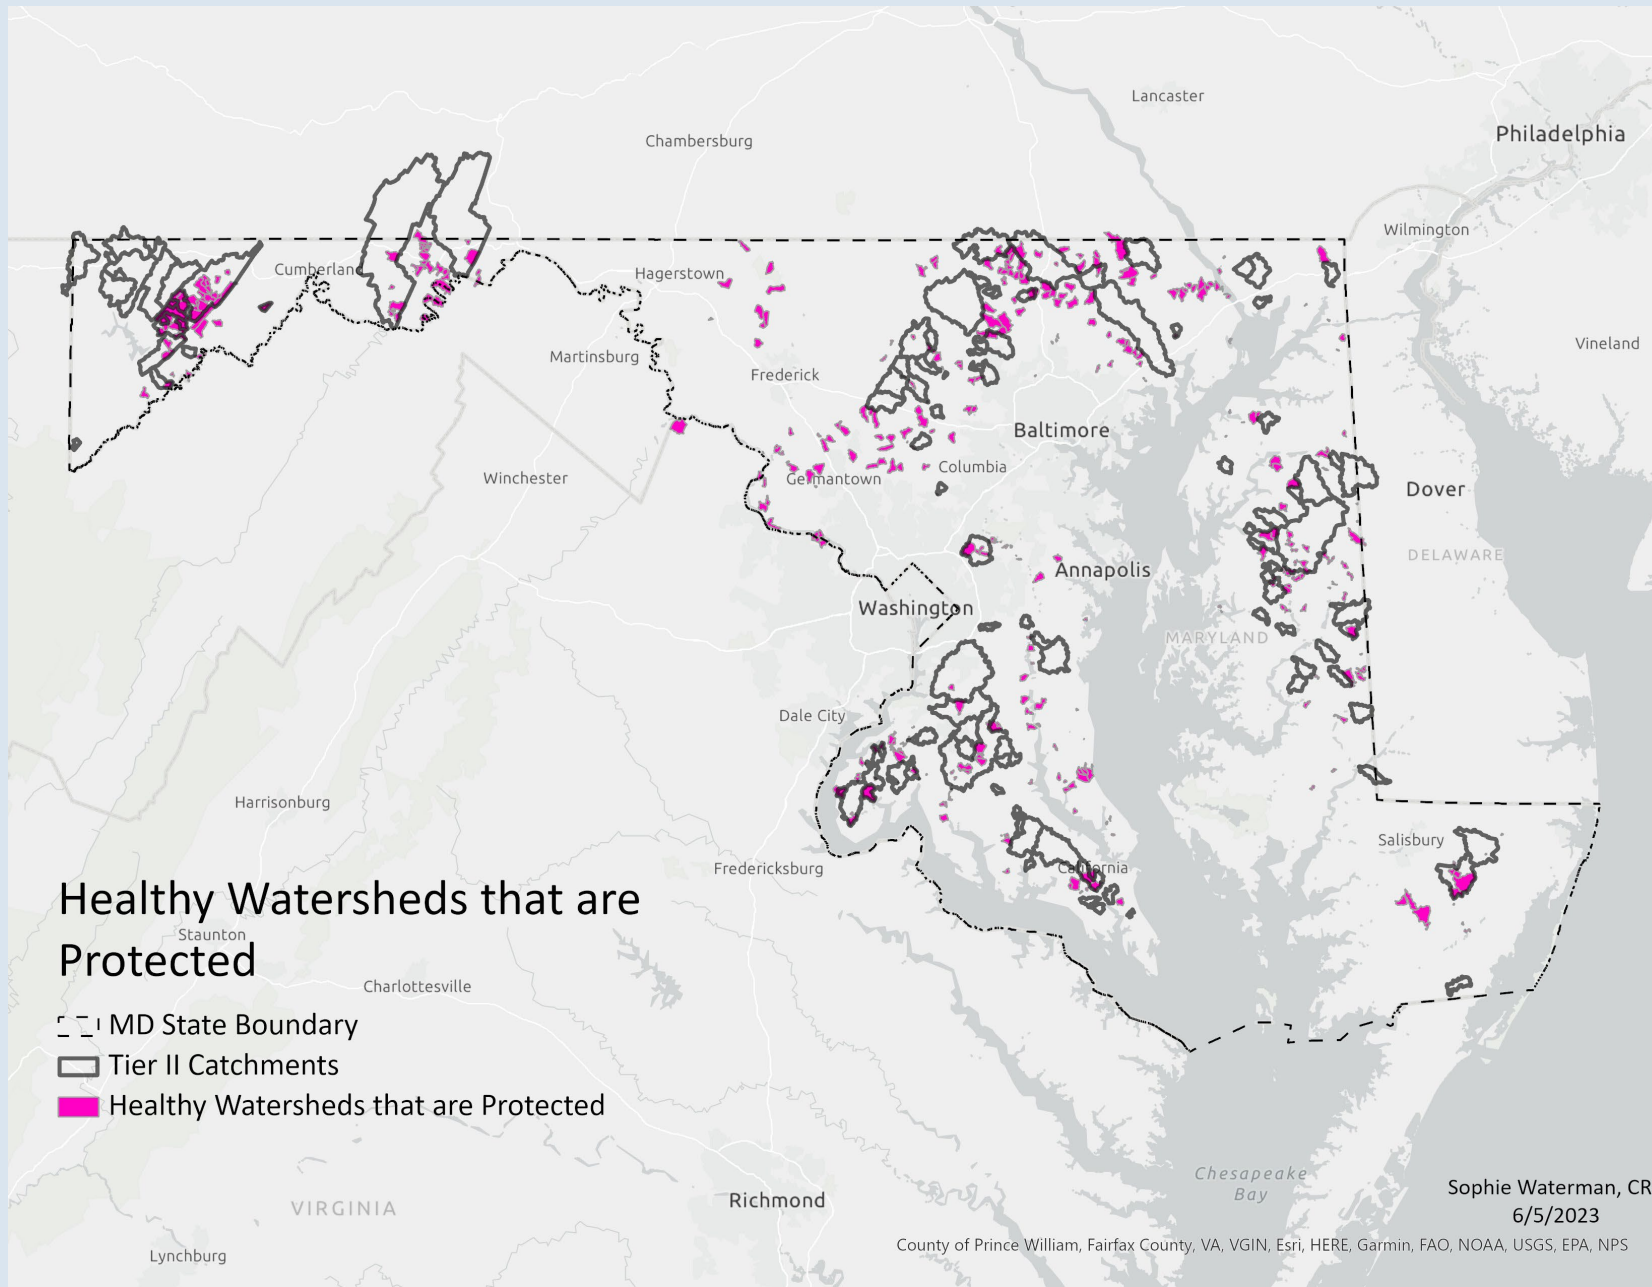 Lancaster
Philadelphia
Chambersburg
Wilmington
Cumberland
Hagerstown
Vineland
Martinsburg
Frederick
Baltimore
Columbia
Winchester
Germantown
Dover
DELAWARE
Annapolis
Washington
MARYLAND
Dale City
Harrisonburg
Salisbury
Fredericksburg
California
Healthy Watersheds that are
Protected
Staunton
Charlottesville
MD State Boundary
Tier II Catchments
Healthy Watersheds that are Protected
Chesapeake
Bay
Sophie Waterman, CR
6/5/2023
VIRGINIA
Richmond
Lynchburg
County of Prince William, Fairfax County, VA, VGIN, Esri, HERE, Garmin, FAO, NOAA, USGS, EPA, NPS